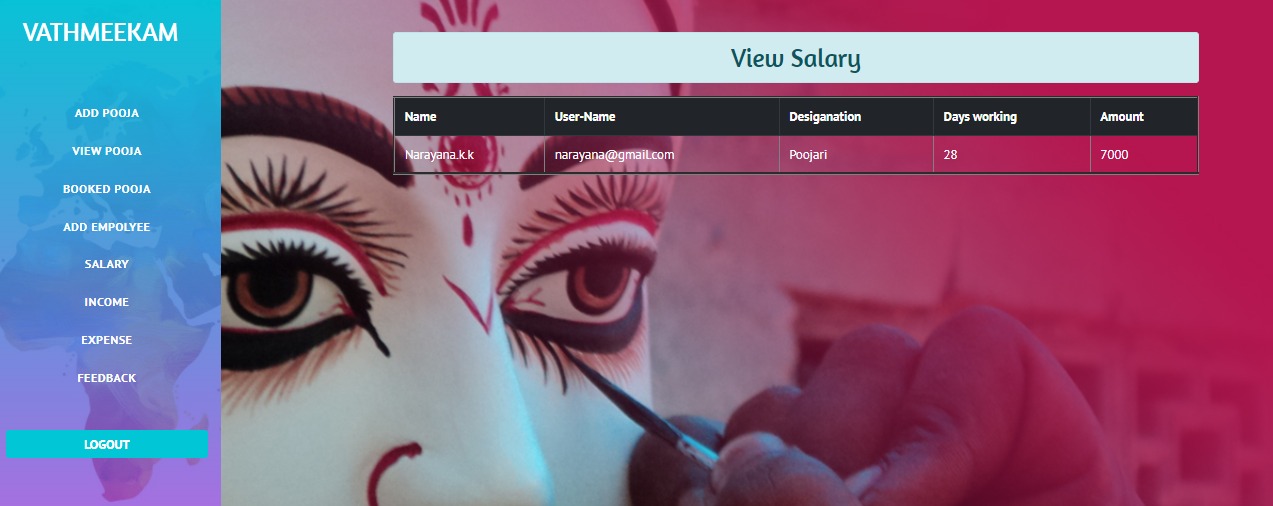 VATHMEEKAM
ADD POOJA
VIEW POOJA
BOOKED POOJA
ADD EMPOLYEE
SALARY
INCOME
EXPENSE
FEEDBACK
LOGOUT
View Salary
Name User-Name Desiganation Days working Amount
Narayana.k.k narayana@gmail.com Poojari 28 7000